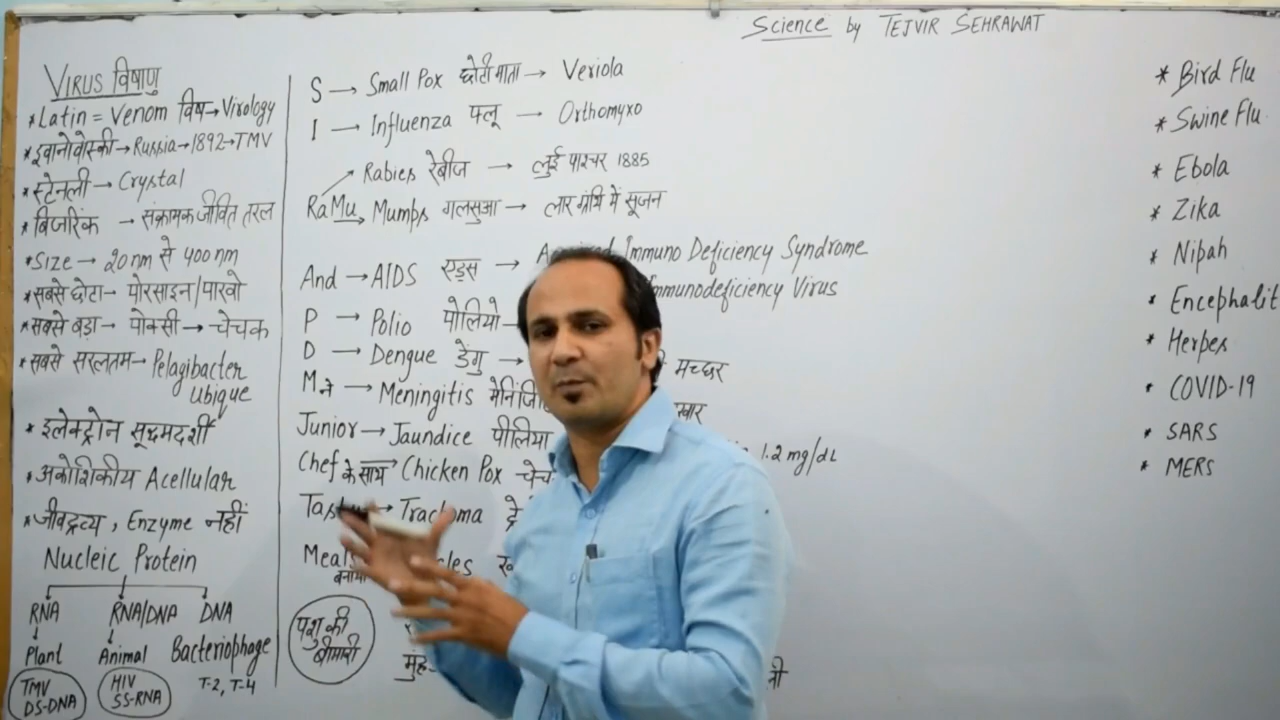 Science by TEJVIR SEHRAWAT
VIRUS विषाणु
* Latin = Venom विष → Virology
* इवानोवोस्की → Russia → 1892 → TMV
* स्टेनली → Crystal
* बिजरिंक → संक्रामक जीवित तरल
* Size → 20nm से 400nm
* सबसे छोटा → पोरसाइन/पारवो
* सबसे बड़ा → पोक्सी → चेचक
* सबसे सरलतम → Pelagibacter
Ubique
* इलेक्ट्रोन सूक्ष्मदर्शी
* अकोशिकीय Acellular
* जीवद्रव्य, Enzyme नहीं
Nucleic Protein
RNA RNA/DNA DNA
Plant Animal Bacteriophage
TMV HIV T-2, T-4
DS-DNA SS-RNA
S → Small Pox छोटी माता → Veriola
I → Influenza फ्लू → Orthomyxo
Rabies रेबीज → लुई पाश्चर 1885
RaMu Mumbs गलसुआ → लार ग्रंथि में सूजन
And → AIDS एड्स → Immuno Deficiency Syndrome
Immunodeficiency Virus
P → Polio पोलियो
D → Dengue डेंगु → मच्छर
M ने → Meningitis
Junior → Jaundice पीलिया 1.2 mg/dL
Chef के साथ → Chicken Pox
→ Trachoma
बनाया
पशु की
बीमारी
* Bird Flu
* Swine Flu
* Ebola
* Zika
* Nipah
* Encephalit
* Herpes
* COVID-19
* SARS
* MERS